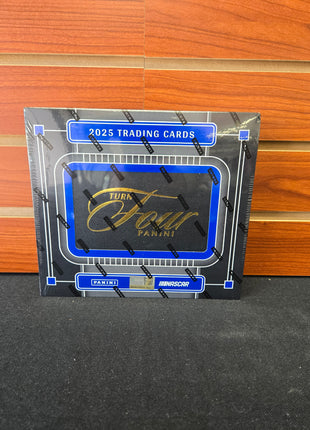 2025 TRADING CARDS
TURN
Four
PANINI
PANINI
NASCAR